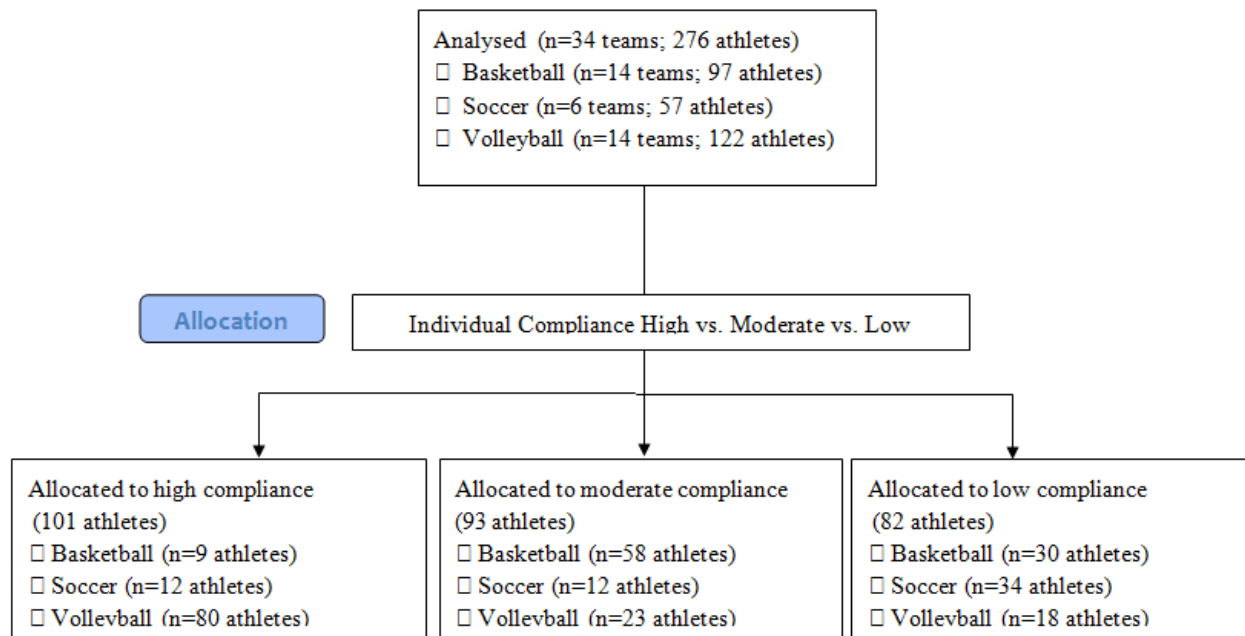 Analysed (n=34 teams; 276 athletes)
☐ Basketball (n=14 teams; 97 athletes)
☐ Soccer (n=6 teams; 57 athletes)
☐ Volleyball (n=14 teams; 122 athletes)
Allocation
Individual Compliance High vs. Moderate vs. Low
Allocated to high compliance
(101 athletes)
☐ Basketball (n=9 athletes)
☐ Soccer (n=12 athletes)
☐ Volleyball (n=80 athletes)
Allocated to moderate compliance
(93 athletes)
☐ Basketball (n=58 athletes)
☐ Soccer (n=12 athletes)
☐ Volleyball (n=23 athletes)
Allocated to low compliance
(82 athletes)
☐ Basketball (n=30 athletes)
☐ Soccer (n=34 athletes)
☐ Volleyball (n=18 athletes)